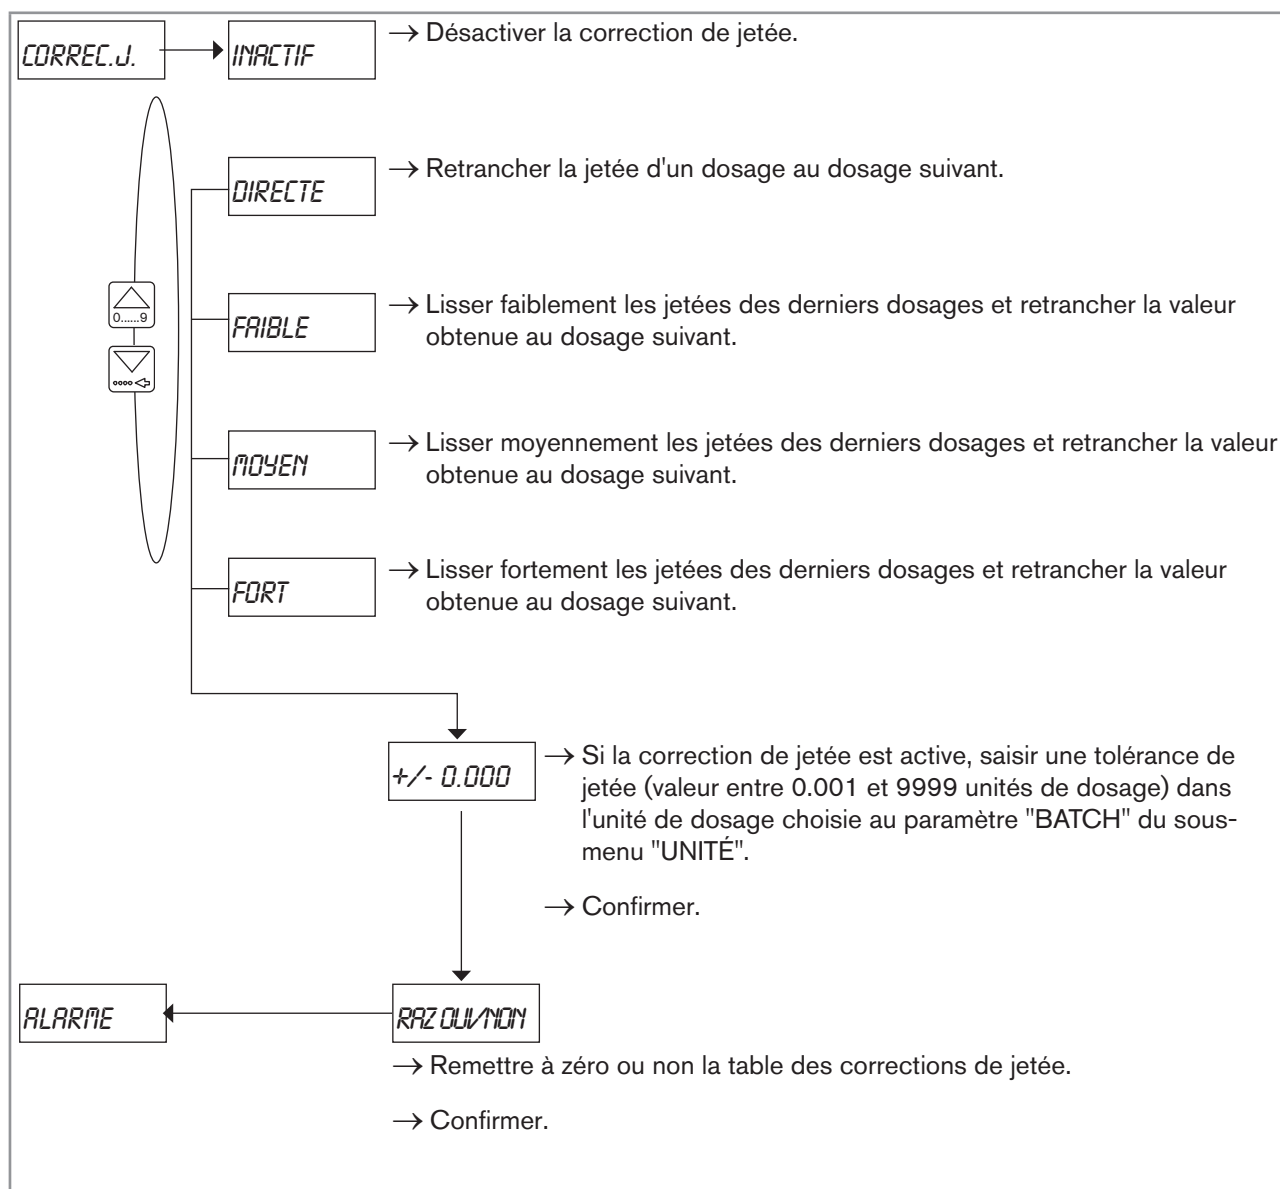 CORREC.J.
INACTIF
→ Désactiver la correction de jetée.
DIRECTE
→ Retrancher la jetée d'un dosage au dosage suivant.
0......9
FAIBLE
→ Lisser faiblement les jetées des derniers dosages et retrancher la valeur
obtenue au dosage suivant.
MOYEN
→ Lisser moyennement les jetées des derniers dosages et retrancher la valeur
obtenue au dosage suivant.
FORT
→ Lisser fortement les jetées des derniers dosages et retrancher la valeur
obtenue au dosage suivant.
+/- 0.000
→ Si la correction de jetée est active, saisir une tolérance de
jetée (valeur entre 0.001 et 9999 unités de dosage) dans
l'unité de dosage choisie au paramètre "BATCH" du sous-
menu "UNITÉ".
→ Confirmer.
ALARME
RAZ OUI/NON
→ Remettre à zéro ou non la table des corrections de jetée.
→ Confirmer.